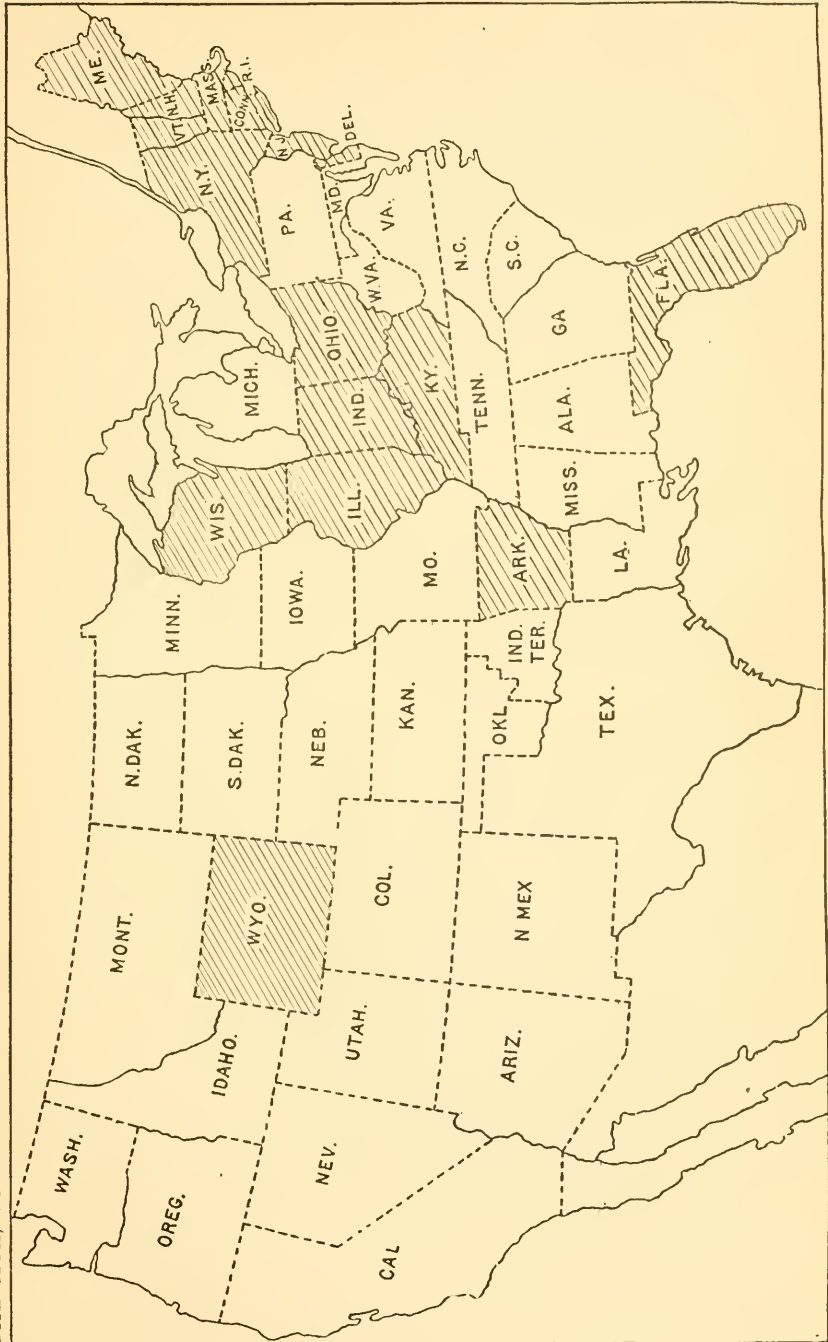 WASH.
OREG.
CAL
NEV.
IDAHO.
MONT.
WYO.
UTAH.
ARIZ.
COL.
N MEX
N.DAK.
S.DAK.
NEB.
KAN.
OKL
IND
TER.
TEX.
MINN.
IOWA.
MO.
ARK.
LA.
WIS.
ILL.
MICH.
IND.
OHIO.
KY.
TENN.
MISS.
ALA.
GA
FLA.
S.C.
N.C.
VA.
W.VA.
MD.
DEL.
PA.
N.J
N.Y.
CONN.
R.I.
MASS.
VT.
N.H.
ME.